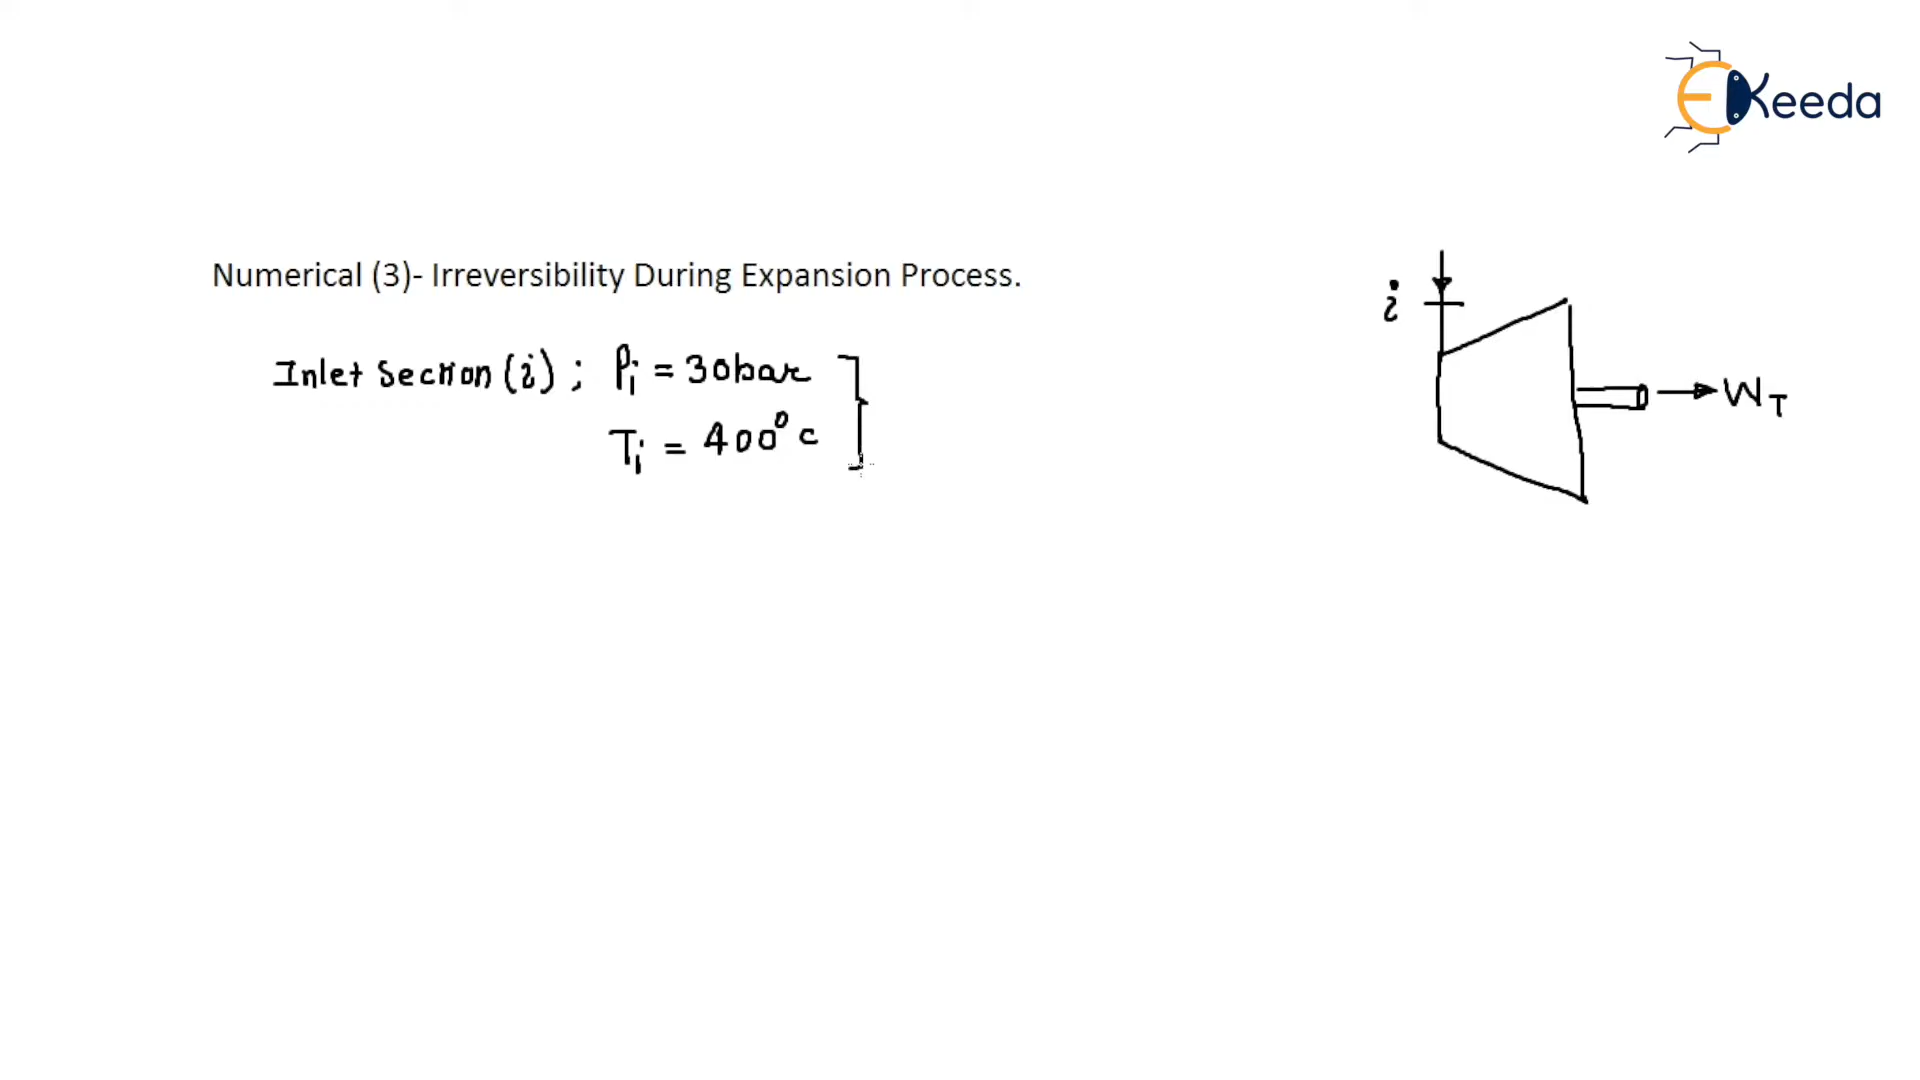 EKeeda
Numerical (3)- Irreversibility During Expansion Process.
Inlet Section (i) ; Pi = 30bar
Ti = 400°c
i
WT